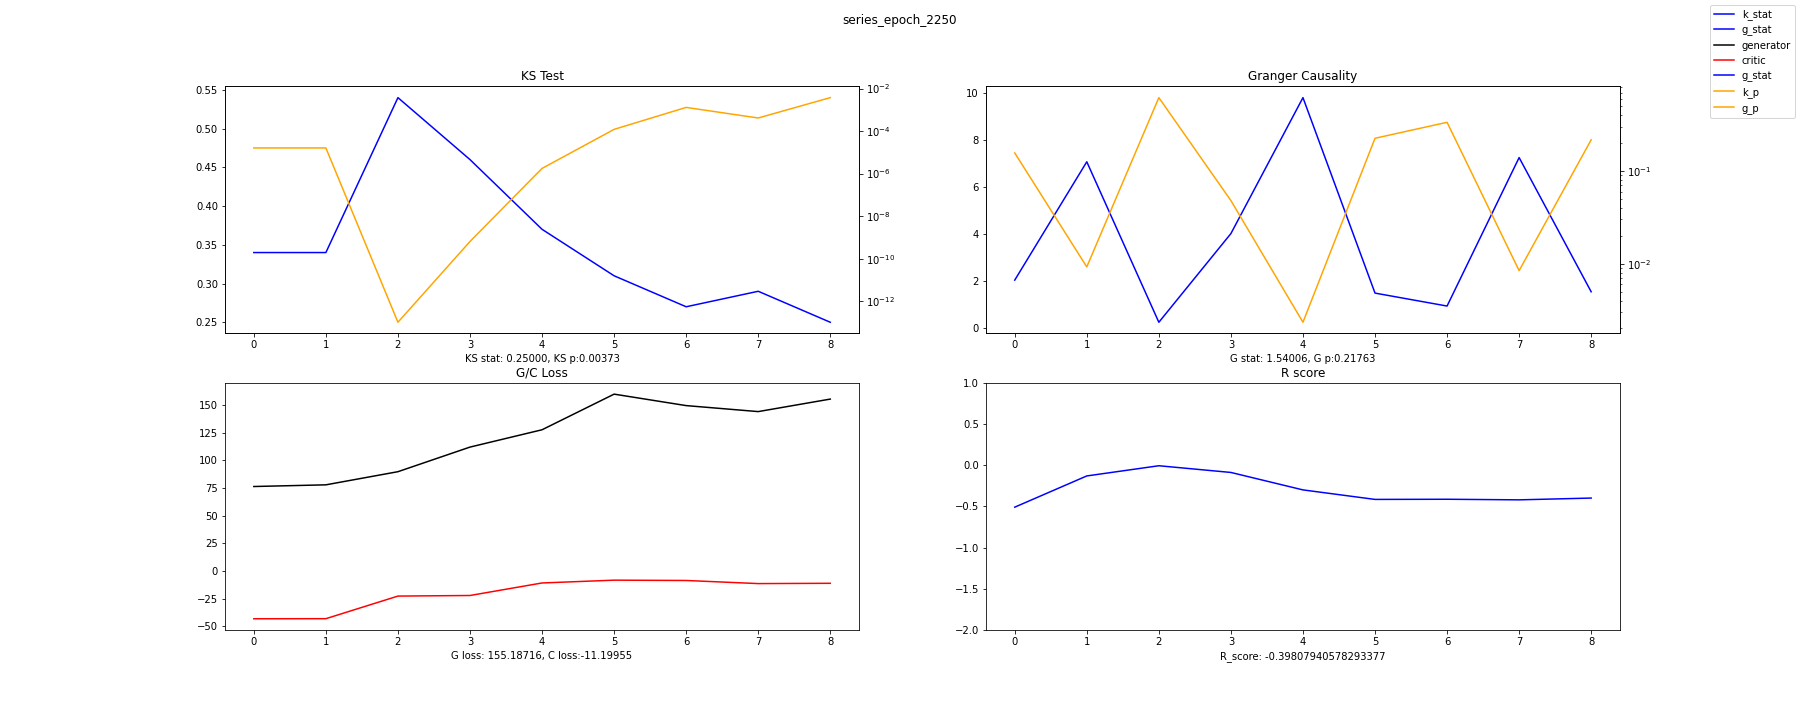 series_epoch_2250
k_stat
g_stat
generator
critic
g_stat
k_p
g_p
KS Test
0.55
0.50
0.45
0.40
0.35
0.30
0.25
10^-2
10^-4
10^-6
10^-8
10^-10
10^-12
0 1 2 3 4 5 6 7 8
KS stat: 0.25000, KS p:0.00373
Granger Causality
10
8
6
4
2
0
10^-1
10^-2
0 1 2 3 4 5 6 7 8
G stat: 1.54006, G p:0.21763
G/C Loss
150
125
100
75
50
25
0
−25
−50
0 1 2 3 4 5 6 7 8
G loss: 155.18716, C loss:-11.19955
R score
1.0
0.5
0.0
−0.5
−1.0
−1.5
−2.0
0 1 2 3 4 5 6 7 8
R_score: -0.39807940578293377